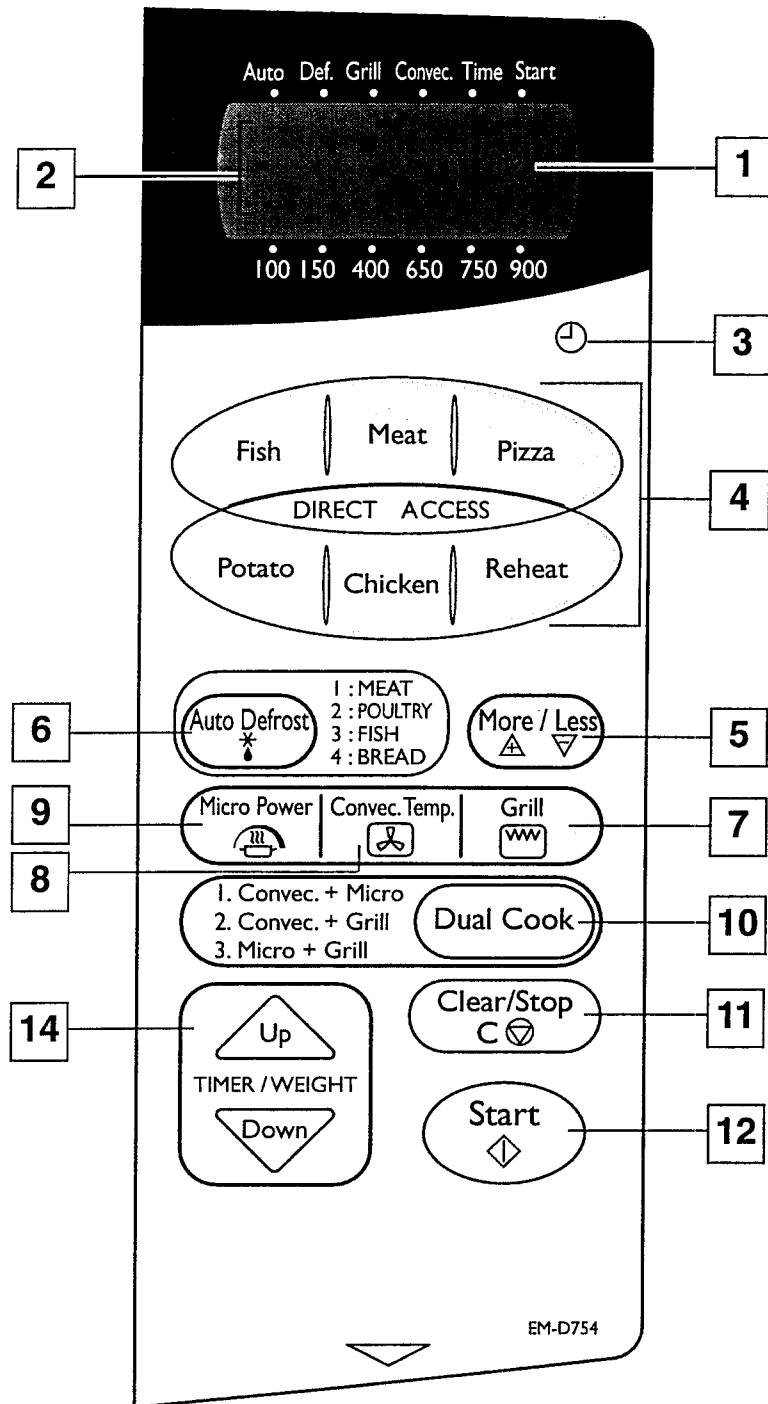 Auto Def. Grill Convec. Time Start
2
1
100 150 400 650 750 900
3
Fish Meat Pizza
4
DIRECT ACCESS
Potato Chicken Reheat
6
Auto Defrost
1 : MEAT
2 : POULTRY
3 : FISH
4 : BREAD
More / Less
+ −
5
9
Micro Power Convec. Temp. Grill
7
8
1. Convec. + Micro
2. Convec. + Grill
3. Micro + Grill
Dual Cook
10
14
Up
TIMER / WEIGHT
Down
Clear/Stop
C
11
Start
12
EM-D754